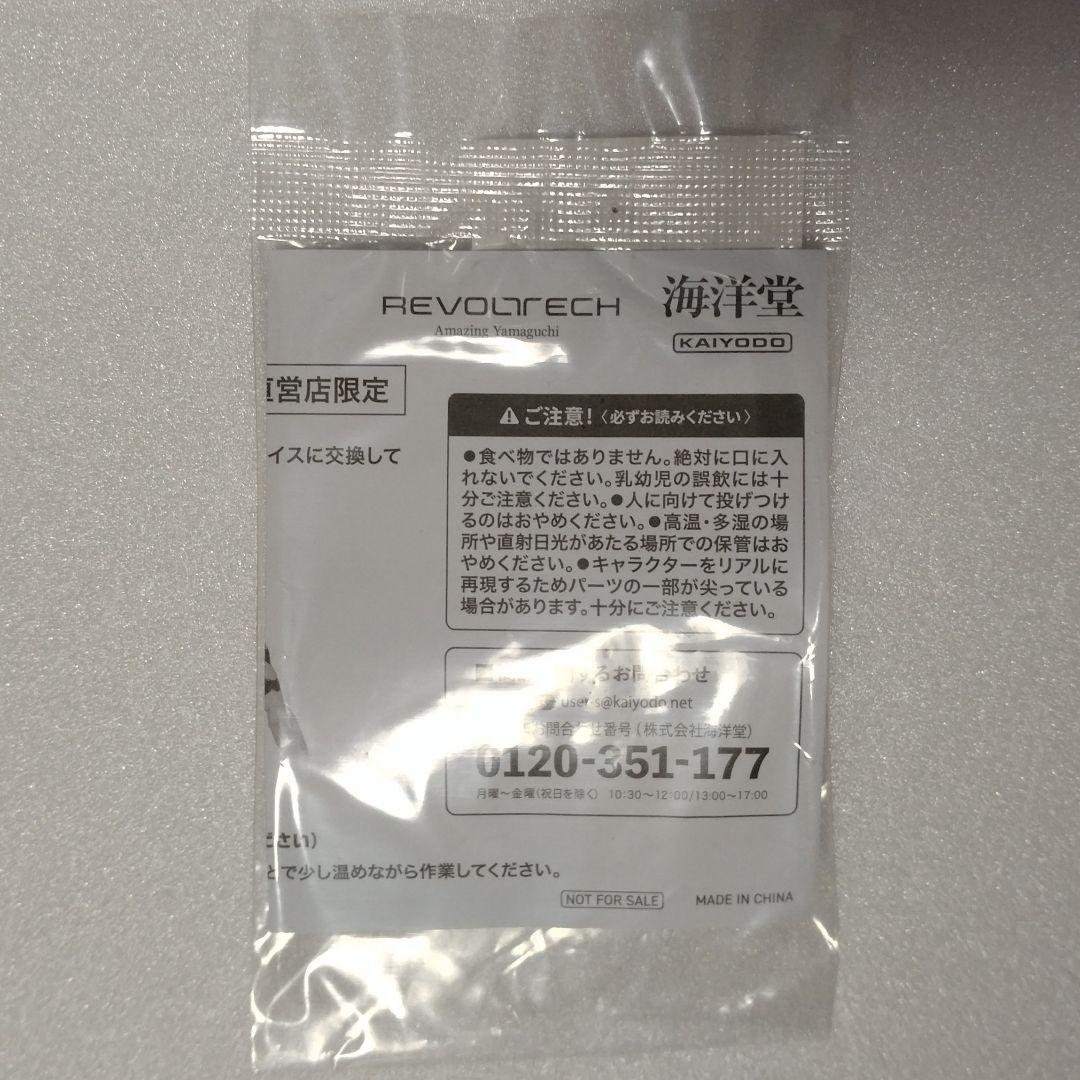 REVOLTECH
Amazing Yamaguchi
海洋堂
KAIYODO
営店限定
イスに交換して
ご注意!〈必ずお読みください〉
●食べ物ではありません。絶対に口に入
れないでください。乳幼児の誤飲には十
分ご注意ください。●人に向けて投げつけ
るのはおやめください。●高温・多湿の場
所や直射日光があたる場所での保管はお
やめください。●キャラクターをリアルに
再現するためパーツの一部が尖っている
場合があります。十分にご注意ください。
するお問合わせ
user-s@kaiyodo.net
お問合わせ番号(株式会社海洋堂)
0120-351-177
月曜~金曜(祝日を除く) 10:30~12:00/13:00~17:00
ださい)
とで少し温めながら作業してください。
NOT FOR SALE
MADE IN CHINA